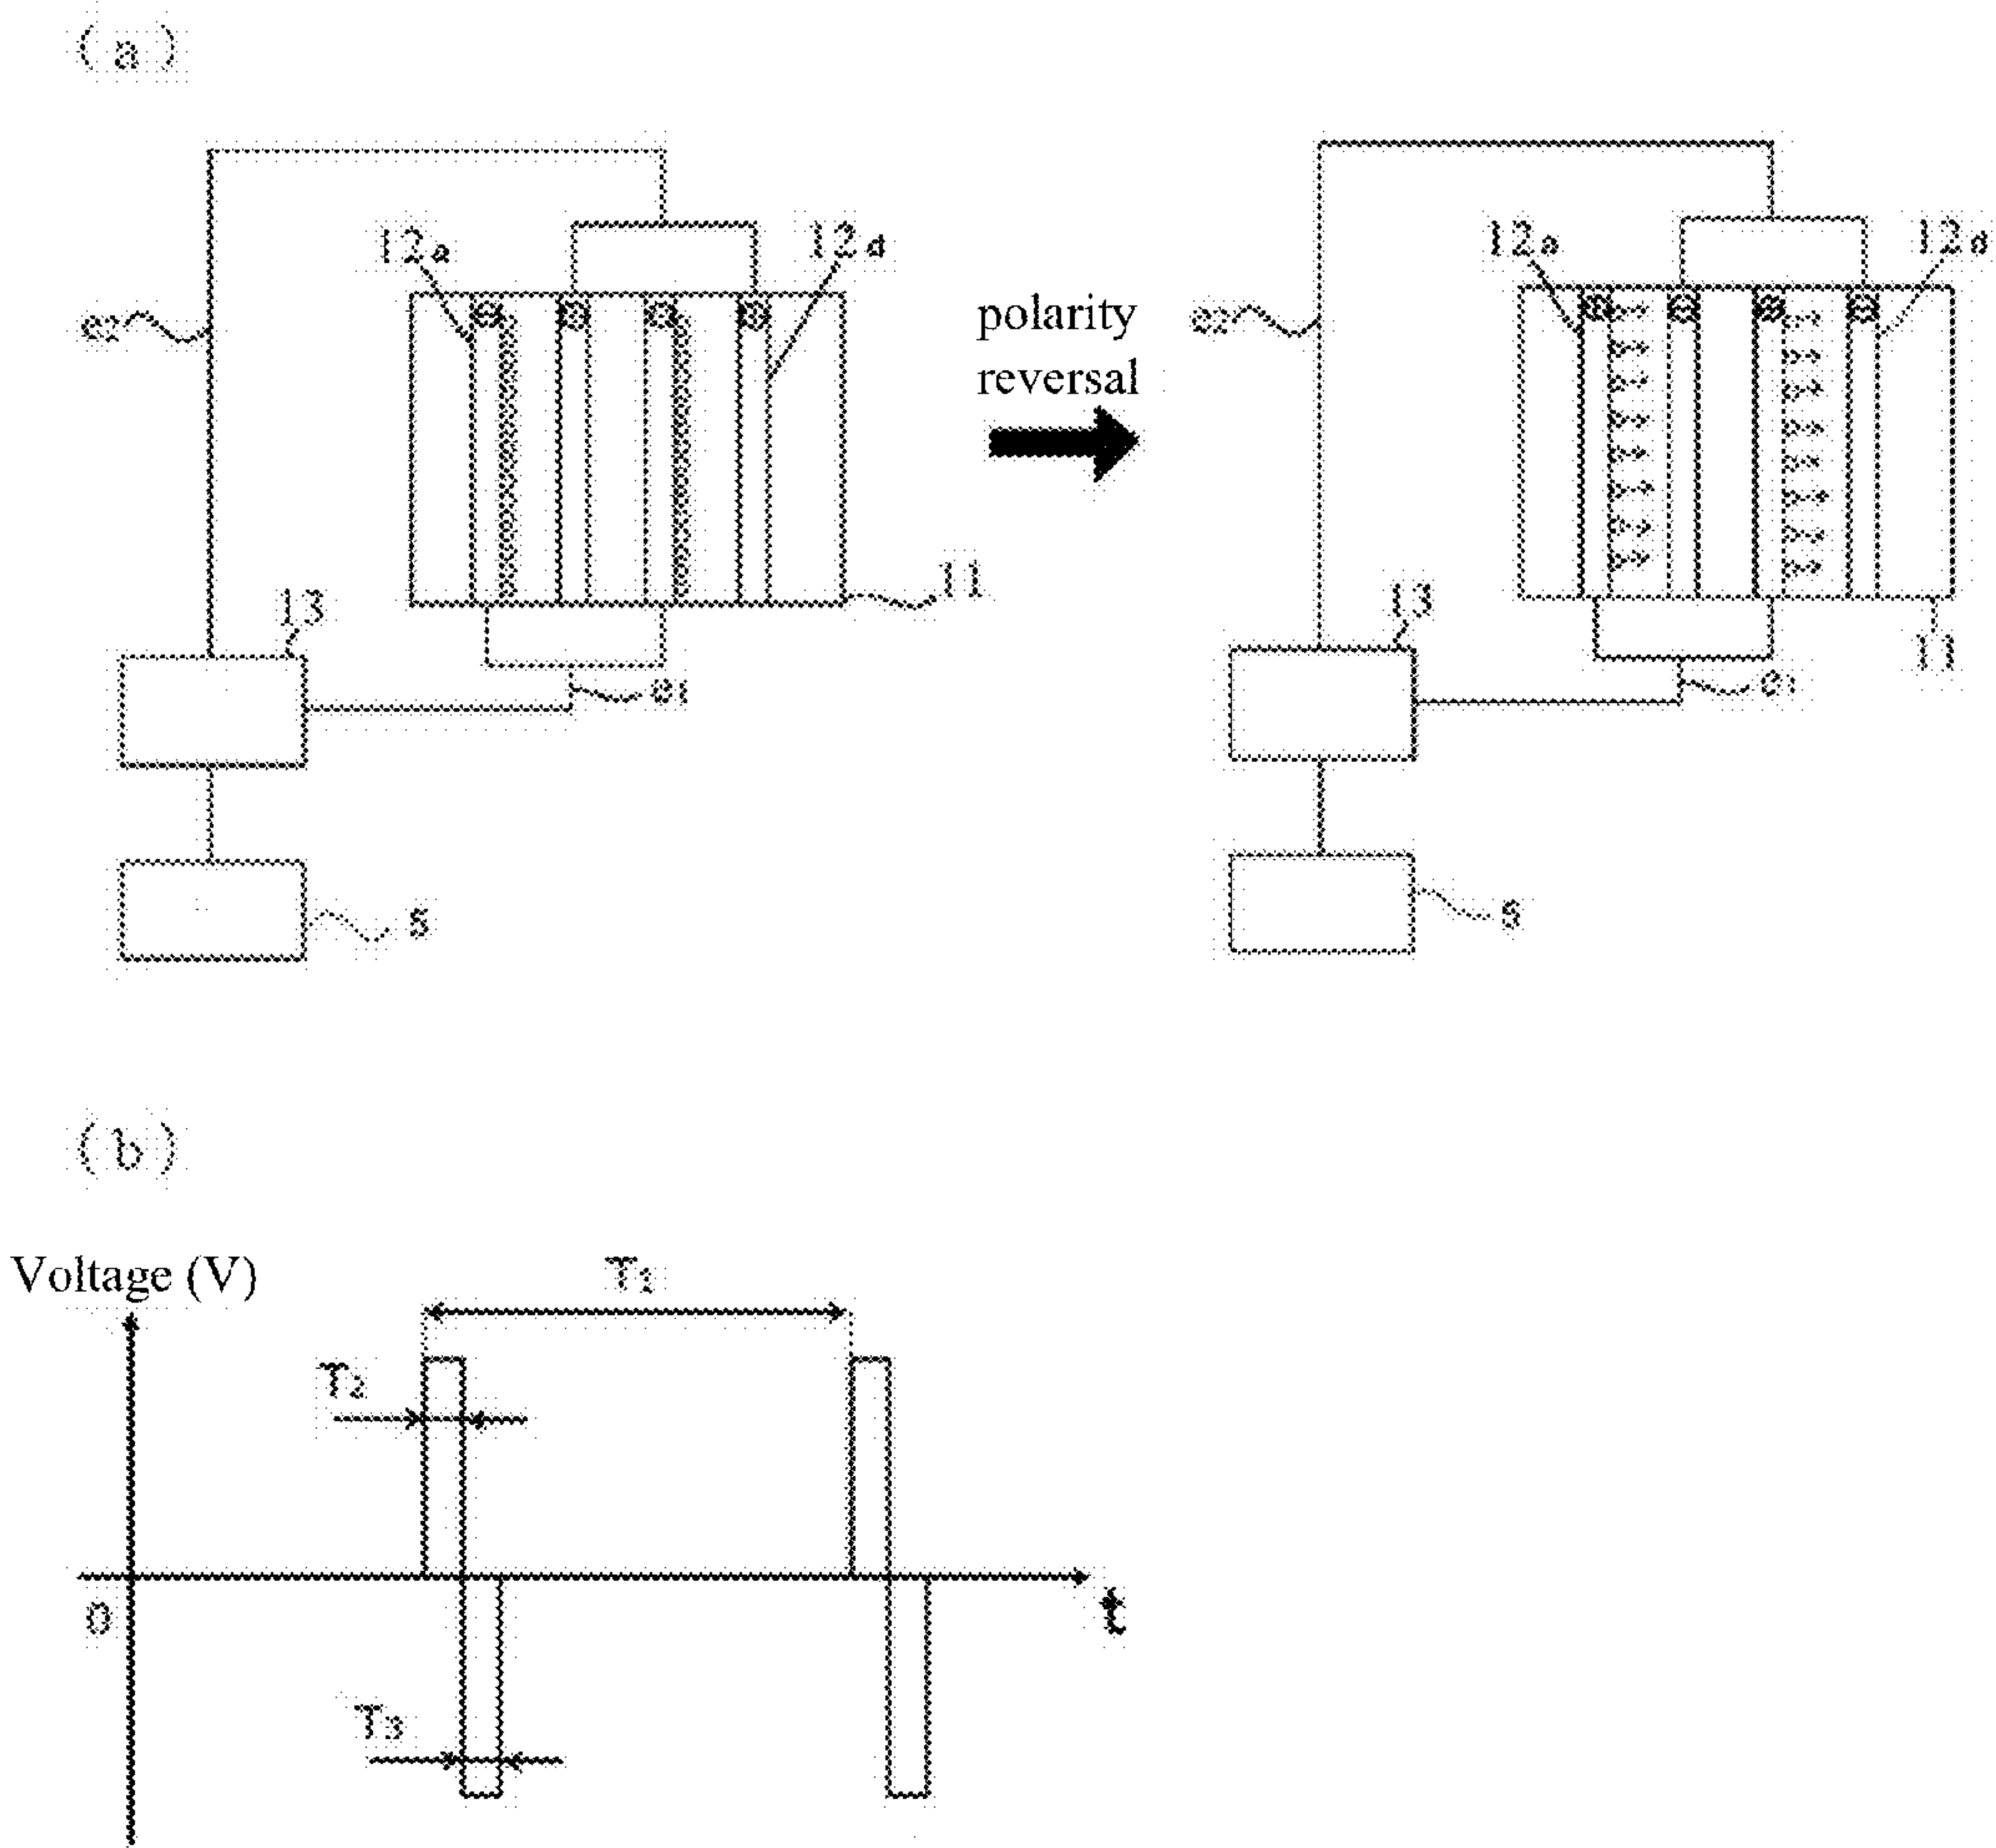 (a)
12a
12d
e2
polarity
reversal
11
13
e1
5
12a
12d
e2
13
11
e1
5
(b)
Voltage (V)
T1
T2
0
t
T3